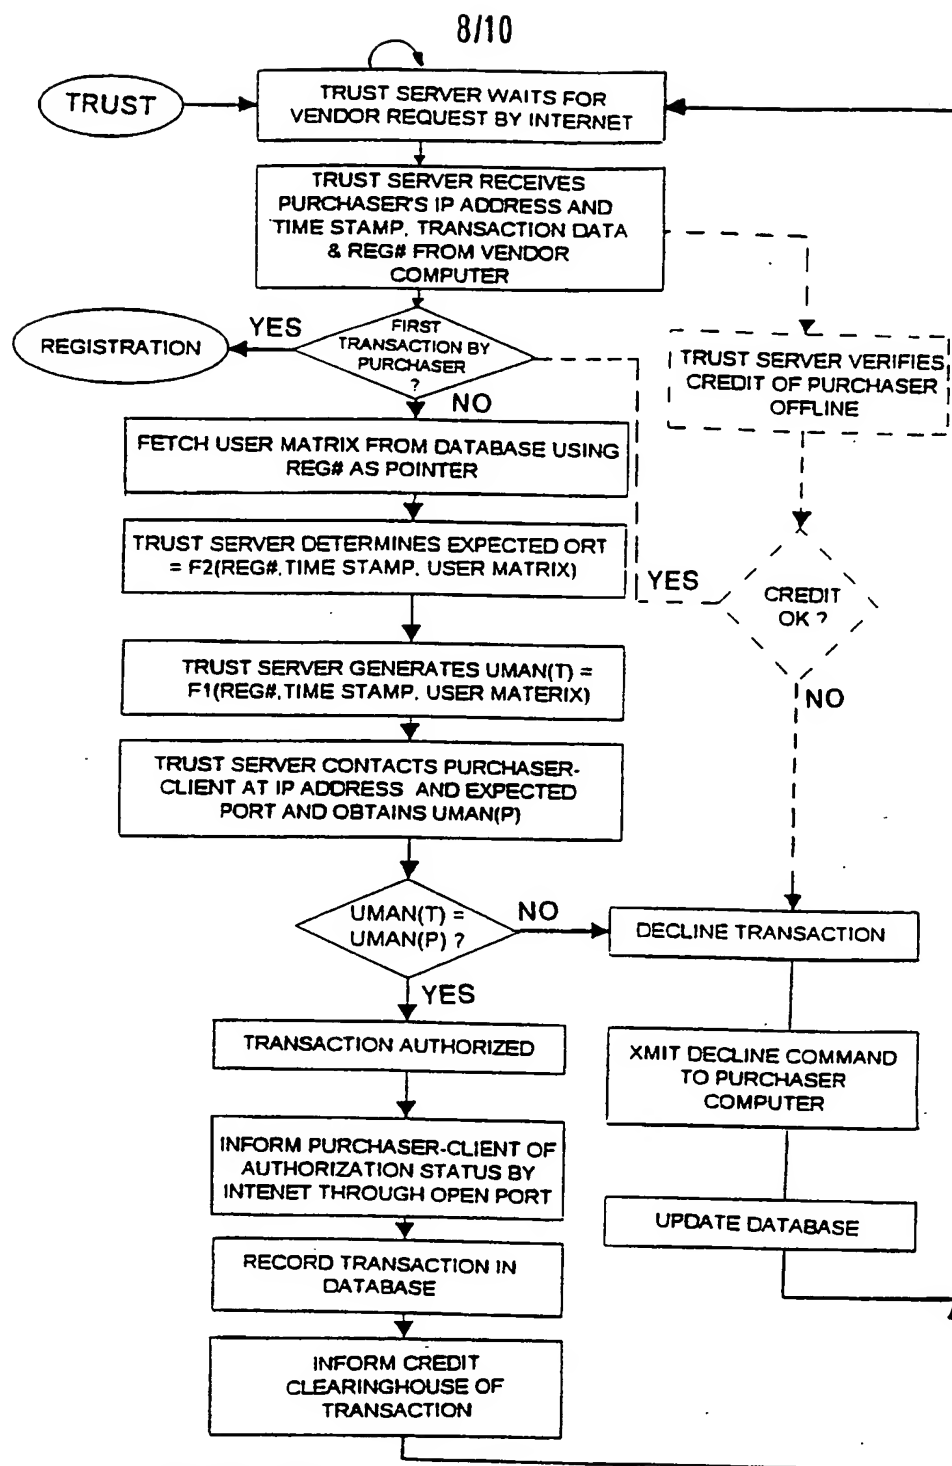 8/10
TRUST
TRUST SERVER WAITS FOR
VENDOR REQUEST BY INTERNET
TRUST SERVER RECEIVES
PURCHASER'S IP ADDRESS AND
TIME STAMP, TRANSACTION DATA
& REG# FROM VENDOR
COMPUTER
REGISTRATION
YES
FIRST
TRANSACTION BY
PURCHASER
?
NO
TRUST SERVER VERIFIES
CREDIT OF PURCHASER
OFFLINE
FETCH USER MATRIX FROM DATABASE USING
REG# AS POINTER
TRUST SERVER DETERMINES EXPECTED ORT
= F2(REG#,TIME STAMP, USER MATRIX)
YES
CREDIT
OK ?
NO
TRUST SERVER GENERATES UMAN(T) =
F1(REG#,TIME STAMP, USER MATERIX)
TRUST SERVER CONTACTS PURCHASER-
CLIENT AT IP ADDRESS AND EXPECTED
PORT AND OBTAINS UMAN(P)
UMAN(T) =
UMAN(P) ?
NO
DECLINE TRANSACTION
YES
TRANSACTION AUTHORIZED
XMIT DECLINE COMMAND
TO PURCHASER
COMPUTER
INFORM PURCHASER-CLIENT OF
AUTHORIZATION STATUS BY
INTENET THROUGH OPEN PORT
UPDATE DATABASE
RECORD TRANSACTION IN
DATABASE
INFORM CREDIT
CLEARINGHOUSE OF
TRANSACTION